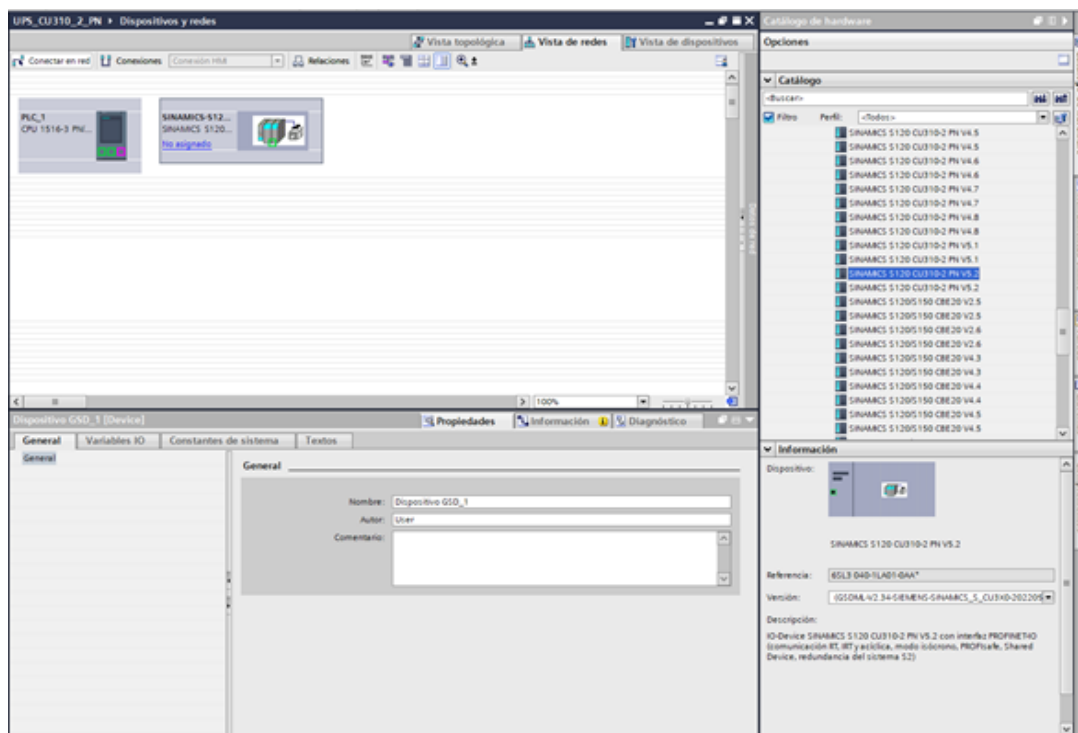 UPS_CU310_2_PN ▸ Dispositivos y redes
Vista topológica
Vista de redes
Vista de dispositivos
Conectar en red
Conexiones
Conexión HMI
Relaciones
PLC_1
CPU 1516-3 PN/...
SINAMICS-S12...
SINAMICS S120...
No asignado
100%
Dispositivo GSD_1 [Device]
Propiedades
Información
Diagnóstico
General
Variables IO
Constantes de sistema
Textos
General
General
Nombre:
Dispositivo GSD_1
Autor:
User
Comentario:
Catálogo de hardware
Opciones
Catálogo
<Buscar>
Filtro
Perfil:
<Todos>
SINAMICS S120 CU310-2 PN V4.5
SINAMICS S120 CU310-2 PN V4.5
SINAMICS S120 CU310-2 PN V4.6
SINAMICS S120 CU310-2 PN V4.6
SINAMICS S120 CU310-2 PN V4.7
SINAMICS S120 CU310-2 PN V4.7
SINAMICS S120 CU310-2 PN V4.8
SINAMICS S120 CU310-2 PN V4.8
SINAMICS S120 CU310-2 PN V5.1
SINAMICS S120 CU310-2 PN V5.1
SINAMICS S120 CU310-2 PN V5.2
SINAMICS S120 CU310-2 PN V5.2
SINAMICS S120/S150 CBE20 V2.5
SINAMICS S120/S150 CBE20 V2.5
SINAMICS S120/S150 CBE20 V2.6
SINAMICS S120/S150 CBE20 V2.6
SINAMICS S120/S150 CBE20 V4.3
SINAMICS S120/S150 CBE20 V4.3
SINAMICS S120/S150 CBE20 V4.4
SINAMICS S120/S150 CBE20 V4.4
SINAMICS S120/S150 CBE20 V4.5
SINAMICS S120/S150 CBE20 V4.5
Información
Dispositivo:
SINAMICS S120 CU310-2 PN V5.2
Referencia:
6SL3 040-1LA01-0AA*
Versión:
(GSDML-V2.34-SIEMENS-SINAMICS_S_CU3X0-202205
Descripción:
IO-Device SINAMICS S120 CU310-2 PN V5.2 con interfaz PROFINET-IO
(comunicación RT, IRT y acíclica, modo isócrono, PROFIsafe, Shared
Device, redundancia del sistema S2)